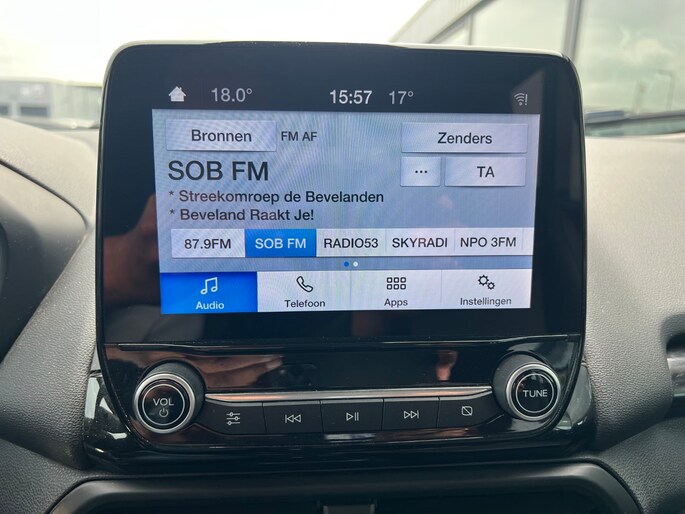 18.0° 15:57 17°
Bronnen FM AF Zenders
SOB FM ... TA
* Streekomroep de Bevelanden
* Beveland Raakt Je!
87.9FM SOB FM RADIO53 SKYRADI NPO 3FM
Audio Telefoon Apps Instellingen
VOL TUNE